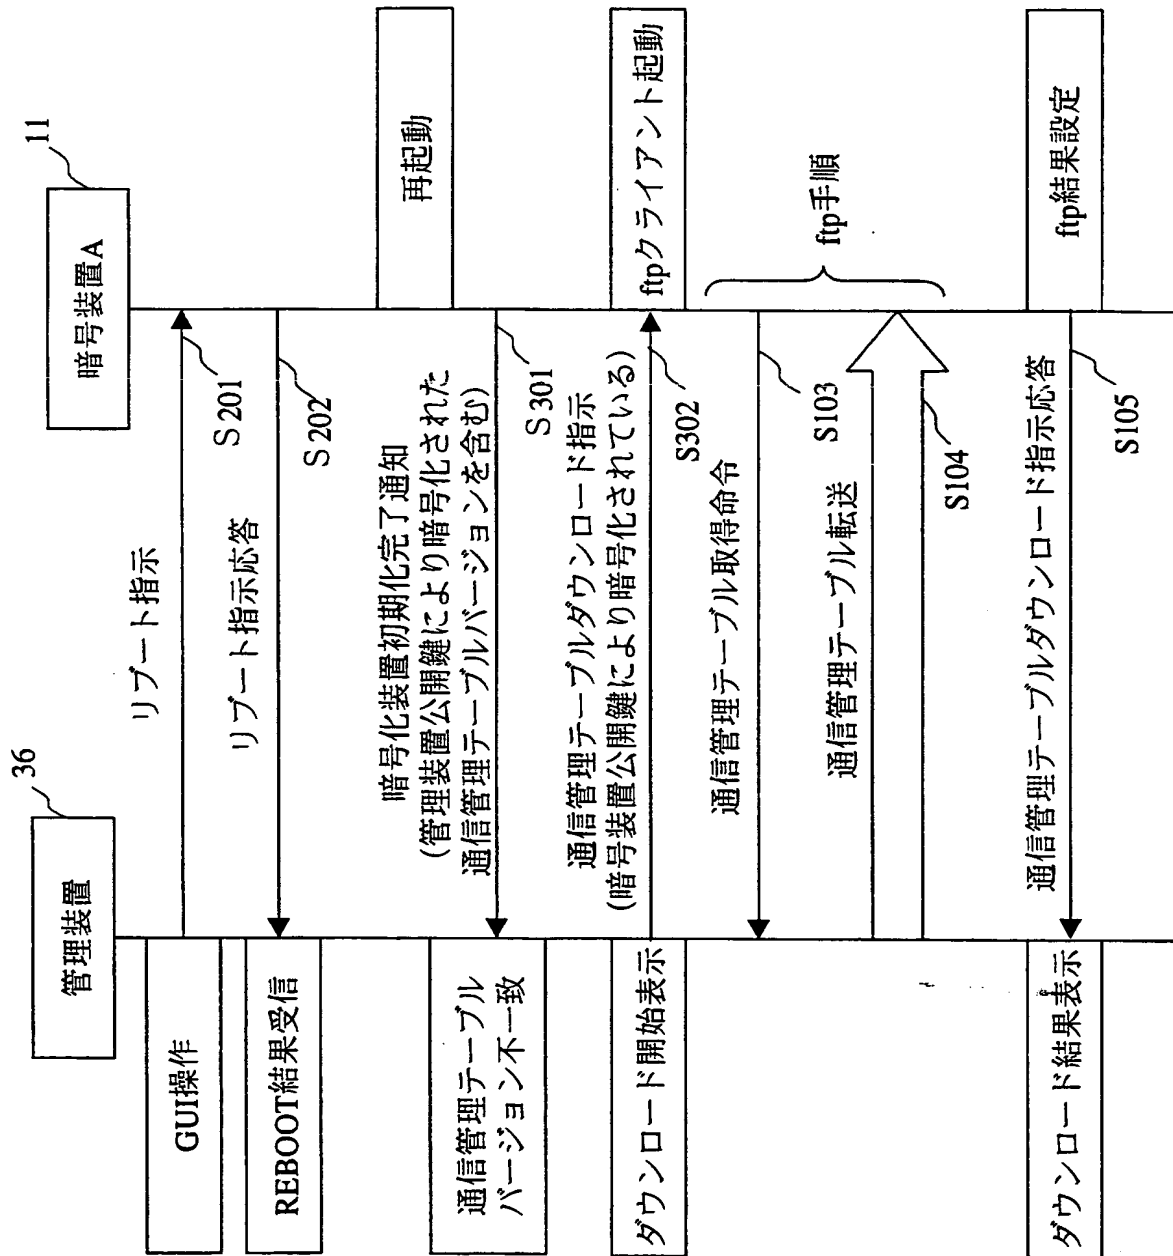 管理装置
36
暗号装置A
11
GUI操作
リブート指示
S201
REBOOT結果受信
リブート指示応答
S202
再起動
通信管理テーブル
バージョン不一致
暗号化装置初期化完了通知
(管理装置公開鍵により暗号化された
通信管理テーブルバージョンを含む)
S301
ダウンロード開始表示
通信管理テーブルダウンロード指示
(暗号装置公開鍵により暗号化されている)
S302
ftpクライアント起動
通信管理テーブル取得命令
S103
ftp手順
通信管理テーブル転送
S104
ダウンロード結果表示
通信管理テーブルダウンロード指示応答
S105
ftp結果設定